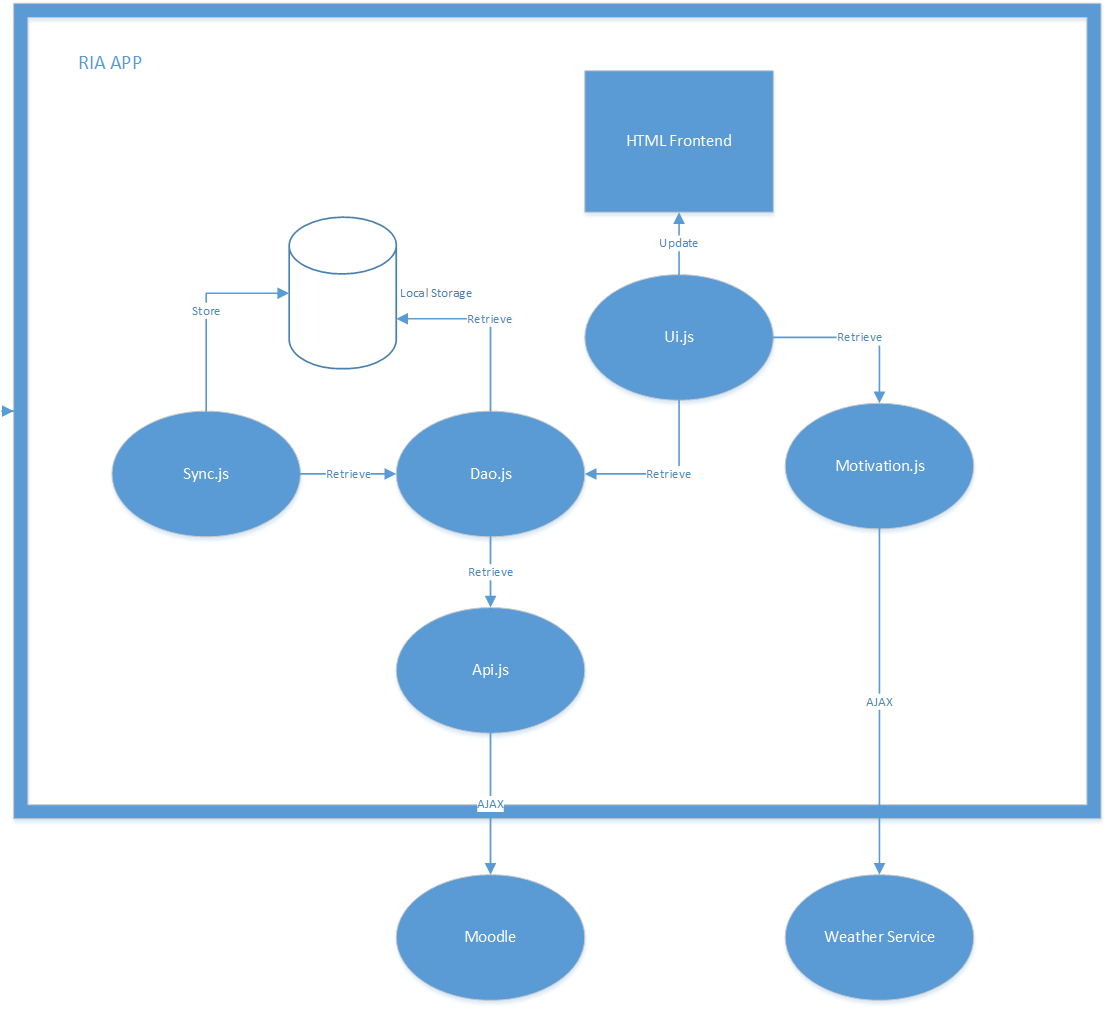 RIA APP
HTML Frontend
Update
Local Storage
Store
Retrieve
Ui.js
Retrieve
Sync.js
Retrieve
Dao.js
Retrieve
Motivation.js
Retrieve
Api.js
AJAX
AJAX
Moodle
Weather Service